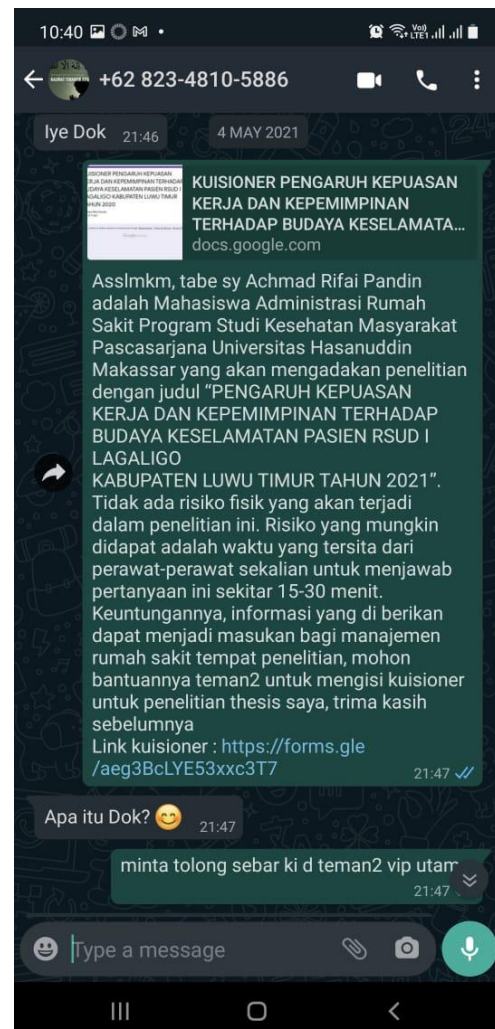 10:40
+62 823-4810-5886
Iye Dok 21:46
4 MAY 2021
KUISIONER PENGARUH KEPUASAN
KERJA DAN KEPEMIMPINAN
TERHADAP BUDAYA KESELAMATA...
docs.google.com
Asslmkm, tabe sy Achmad Rifai Pandin
adalah Mahasiswa Administrasi Rumah
Sakit Program Studi Kesehatan Masyarakat
Pascasarjana Universitas Hasanuddin
Makassar yang akan mengadakan penelitian
dengan judul “PENGARUH KEPUASAN
KERJA DAN KEPEMIMPINAN TERHADAP
BUDAYA KESELAMATAN PASIEN RSUD I
LAGALIGO
KABUPATEN LUWU TIMUR TAHUN 2021”.
Tidak ada risiko fisik yang akan terjadi
dalam penelitian ini. Risiko yang mungkin
didapat adalah waktu yang tersita dari
perawat-perawat sekalian untuk menjawab
pertanyaan ini sekitar 15-30 menit.
Keuntungannya, informasi yang di berikan
dapat menjadi masukan bagi manajemen
rumah sakit tempat penelitian, mohon
bantuannya teman2 untuk mengisi kuisioner
untuk penelitian thesis saya, trima kasih
sebelumnya
Link kuisioner : https://forms.gle
/aeg3BcLYE53xxc3T7 21:47
Apa itu Dok? 😊 21:47
minta tolong sebar ki d teman2 vip utam
21:47
Type a message